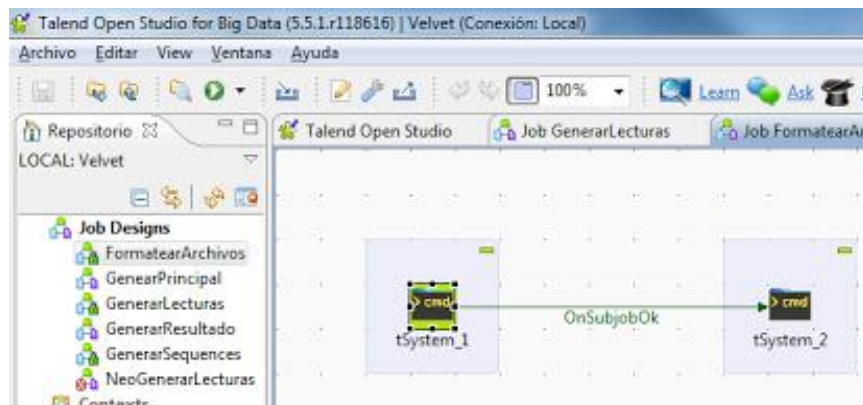 Talend Open Studio for Big Data (5.5.1.r118616) | Velvet (Conexión: Local)
Archivo Editar View Ventana Ayuda
100% Learn Ask
Repositorio Talend Open Studio Job GenerarLecturas Job FormatearAr
LOCAL: Velvet
Job Designs
FormatearArchivos
GenearPrincipal
GenerarLecturas
GenerarResultado
GenerarSequences
NeoGenerarLecturas
Contexts
> cmd > cmd
OnSubjobOk
tSystem_1 tSystem_2